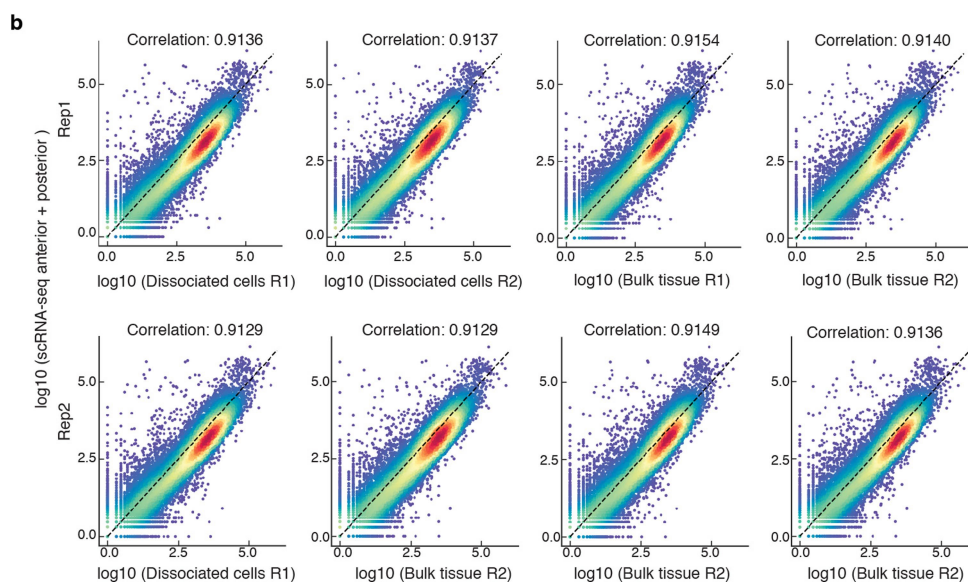 b
Correlation: 0.9136
Correlation: 0.9137
Correlation: 0.9154
Correlation: 0.9140
log10 (scRNA-seq anterior + posterior )
Rep1
5.0
2.5
0.0
0.0 2.5 5.0
log10 (Dissociated cells R1)
5.0
2.5
0.0
0.0 2.5 5.0
log10 (Dissociated cells R2)
5.0
2.5
0.0
0.0 2.5 5.0
log10 (Bulk tissue R1)
5.0
2.5
0.0
0.0 2.5 5.0
log10 (Bulk tissue R2)
Correlation: 0.9129
Correlation: 0.9129
Correlation: 0.9149
Correlation: 0.9136
Rep2
5.0
2.5
0.0
0.0 2.5 5.0
log10 (Dissociated cells R1)
5.0
2.5
0.0
0.0 2.5 5.0
log10 (Bulk tissue R2)
5.0
2.5
0.0
0.0 2.5 5.0
log10 (Bulk tissue R2)
5.0
2.5
0.0
0.0 2.5 5.0
log10 (Bulk tissue R2)